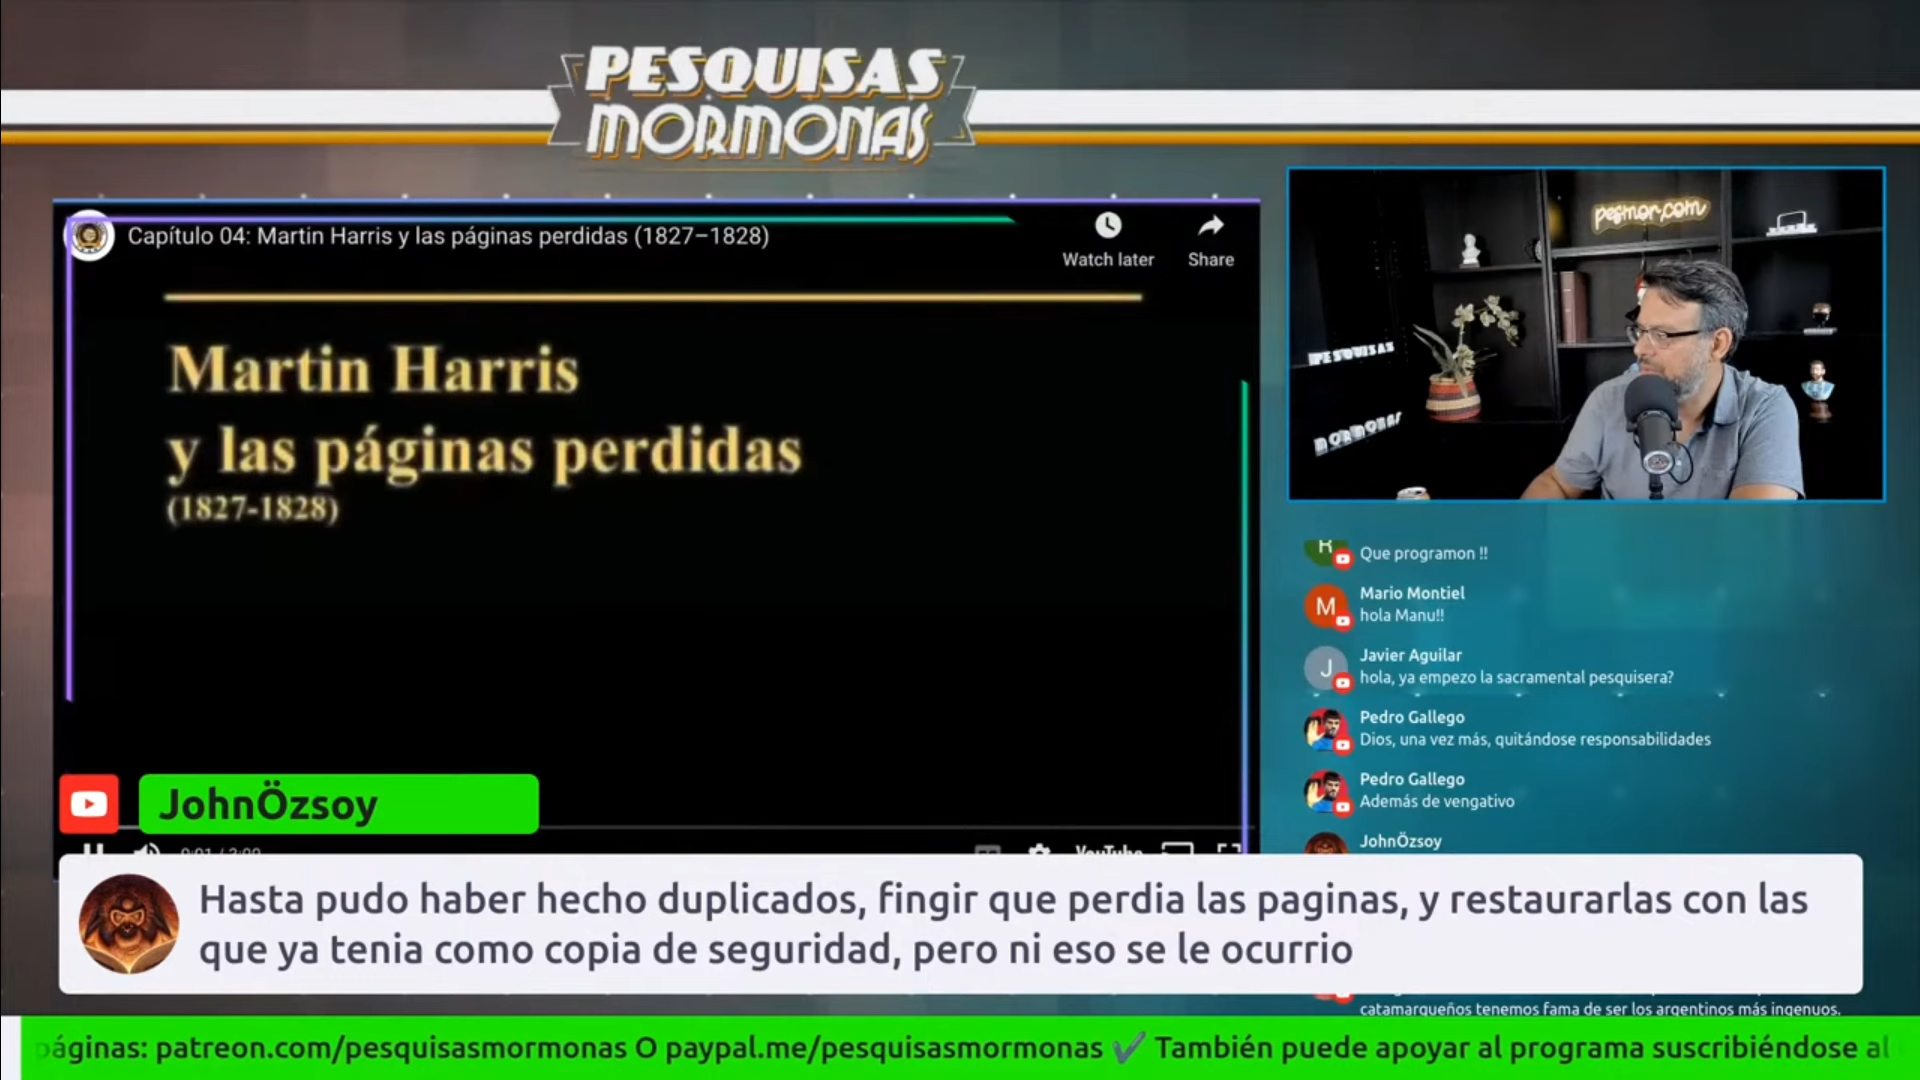 PESQUISAS
MORMONAS
Capítulo 04: Martin Harris y las páginas perdidas (1827–1828)
Watch later
Share
Martin Harris
y las páginas perdidas
(1827-1828)
pesmor.com
PESQUISAS
MORMONAS
R
Que programon !!
M
Mario Montiel
hola Manu!!
J
Javier Aguilar
hola, ya empezo la sacramental pesquisera?
Pedro Gallego
Dios, una vez más, quitándose responsabilidades
Pedro Gallego
Además de vengativo
JohnÖzsoy
JohnÖzsoy
YouTube
Hasta pudo haber hecho duplicados, fingir que perdia las paginas, y restaurarlas con las
que ya tenia como copia de seguridad, pero ni eso se le ocurrio
catamarqueños tenemos fama de ser los argentinos más ingenuos.
páginas: patreon.com/pesquisasmormonas O paypal.me/pesquisasmormonas ✔ También puede apoyar al programa suscribiéndose al